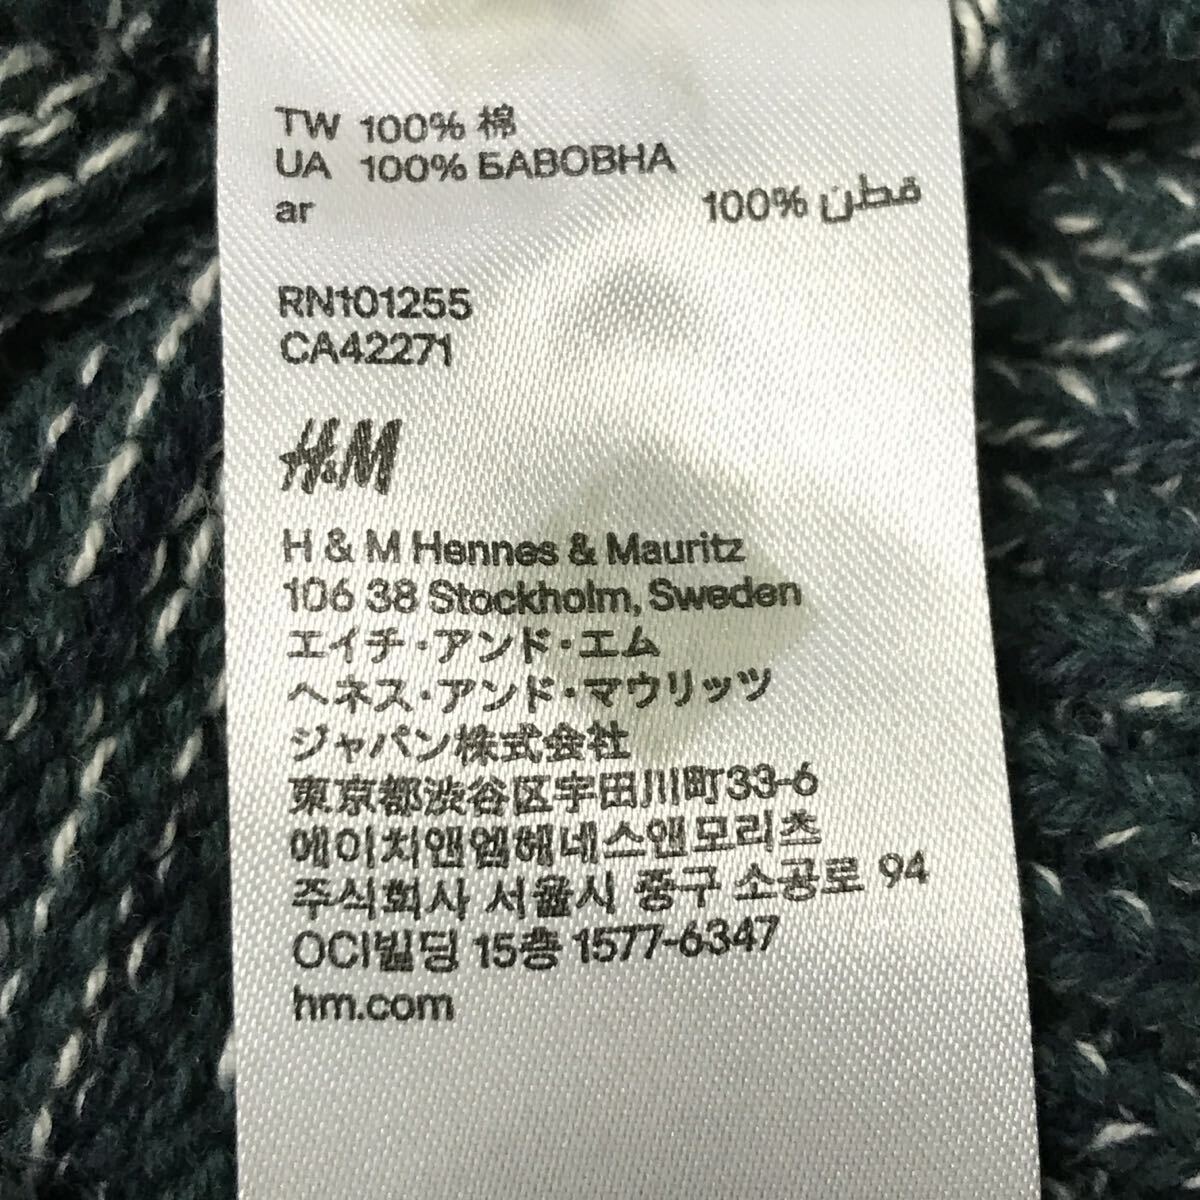 TW 100% 棉
UA 100% БАВОВНА
ar 100% قطن
RN101255
CA42271
H&M
H & M Hennes & Mauritz
106 38 Stockholm, Sweden
エイチ・アンド・エム
ヘネス・アンド・マウリッツ
ジャパン株式会社
東京都渋谷区宇田川町33-6
에이치앤엠헤네스앤모리츠
주식회사 서울시 중구 소공로 94
OCI빌딩 15층 1577-6347
hm.com